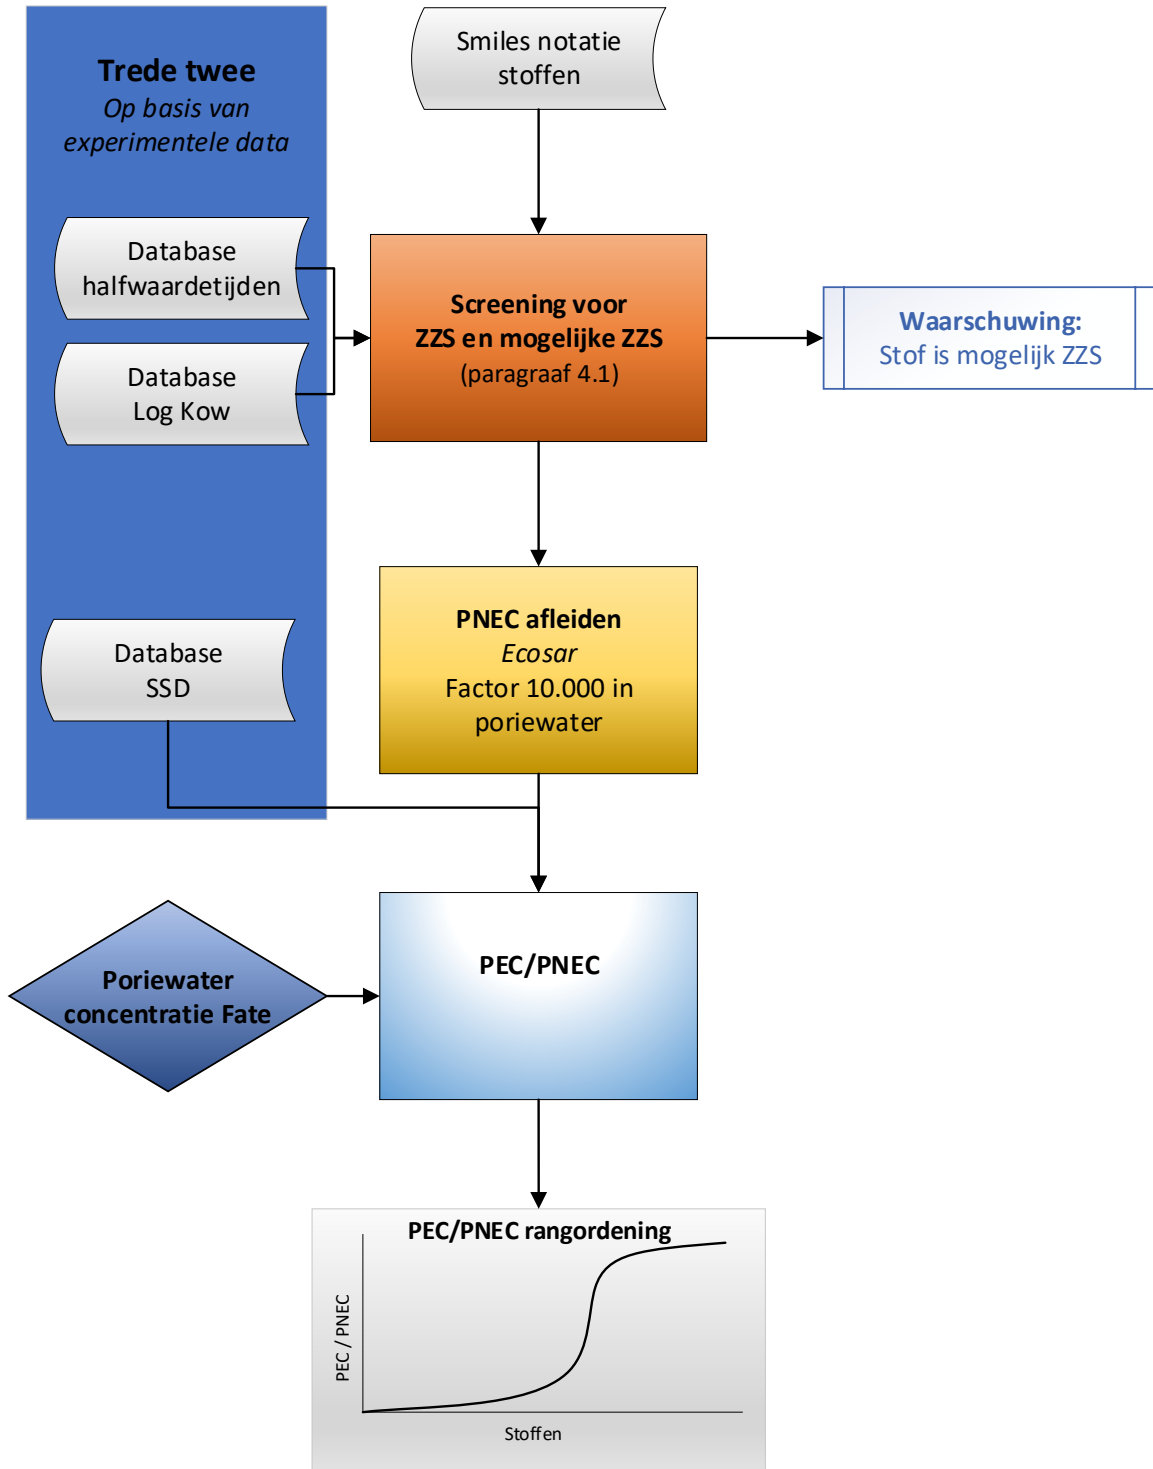 Smiles notatie
stoffen
Trede twee
Op basis van
experimentele data
Database
halfwaardetijden
Database
Log Kow
Screening voor
ZZS en mogelijke ZZS
(paragraaf 4.1)
Waarschuwing:
Stof is mogelijk ZZS
PNEC afleiden
Ecosar
Factor 10.000 in
poriewater
Database
SSD
PEC/PNEC
Poriewater
concentratie Fate
PEC/PNEC rangordening
PEC / PNEC
Stoffen